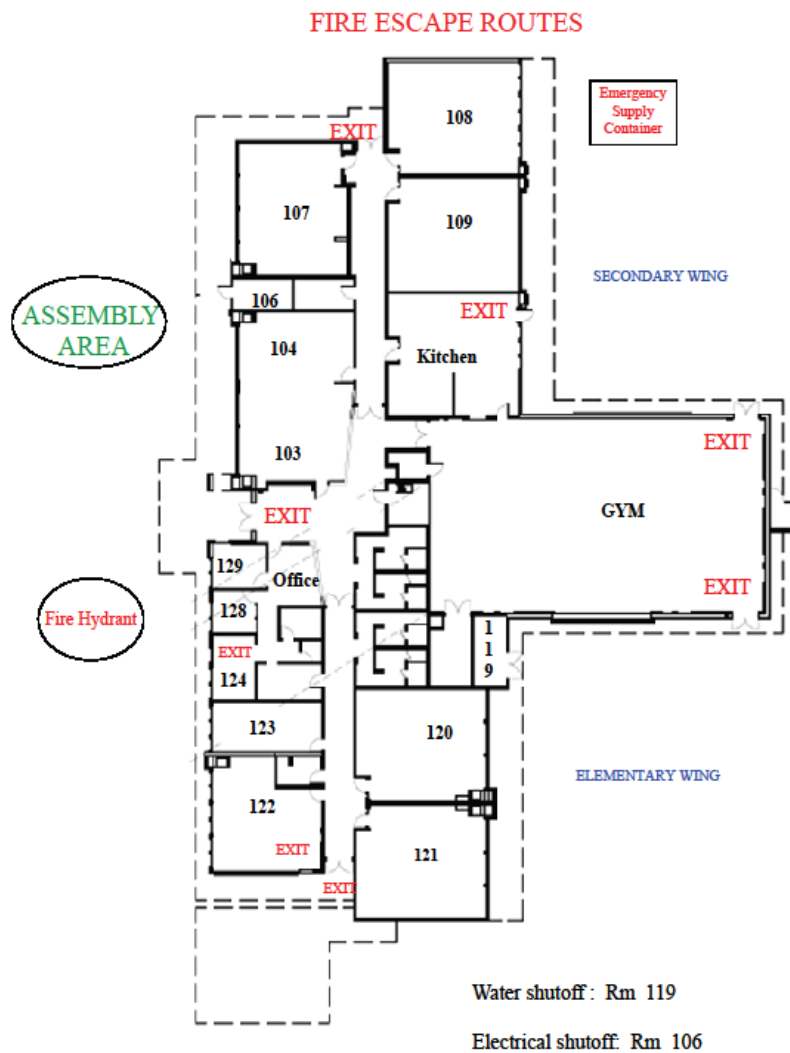 FIRE ESCAPE ROUTES
Emergency
Supply
Container
108
EXIT
107
109
SECONDARY WING
106
EXIT
ASSEMBLY
AREA
104
Kitchen
103
EXIT
GYM
EXIT
129
Office
EXIT
128
Fire Hydrant
EXIT
124
1
1
9
123
120
ELEMENTARY WING
122
EXIT
121
EXIT
Water shutoff : Rm 119
Electrical shutoff: Rm 106